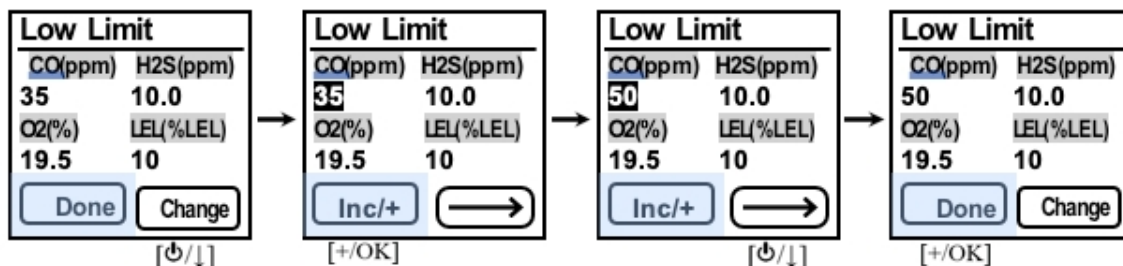 Low Limit
CO(ppm) H2S(ppm)
35 10.0
O2(%) LEL(%LEL)
19.5 10
Done Change
[⏻/↓]
Low Limit
CO(ppm) H2S(ppm)
35 10.0
O2(%) LEL(%LEL)
19.5 10
Inc/+ →
[+/OK]
Low Limit
CO(ppm) H2S(ppm)
50 10.0
O2(%) LEL(%LEL)
19.5 10
Inc/+ →
[⏻/↓]
Low Limit
CO(ppm) H2S(ppm)
50 10.0
O2(%) LEL(%LEL)
19.5 10
Done Change
[+/OK]